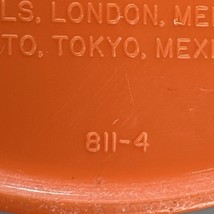 LS, LONDON, ME
TO, TOKYO, MEXI
811-4